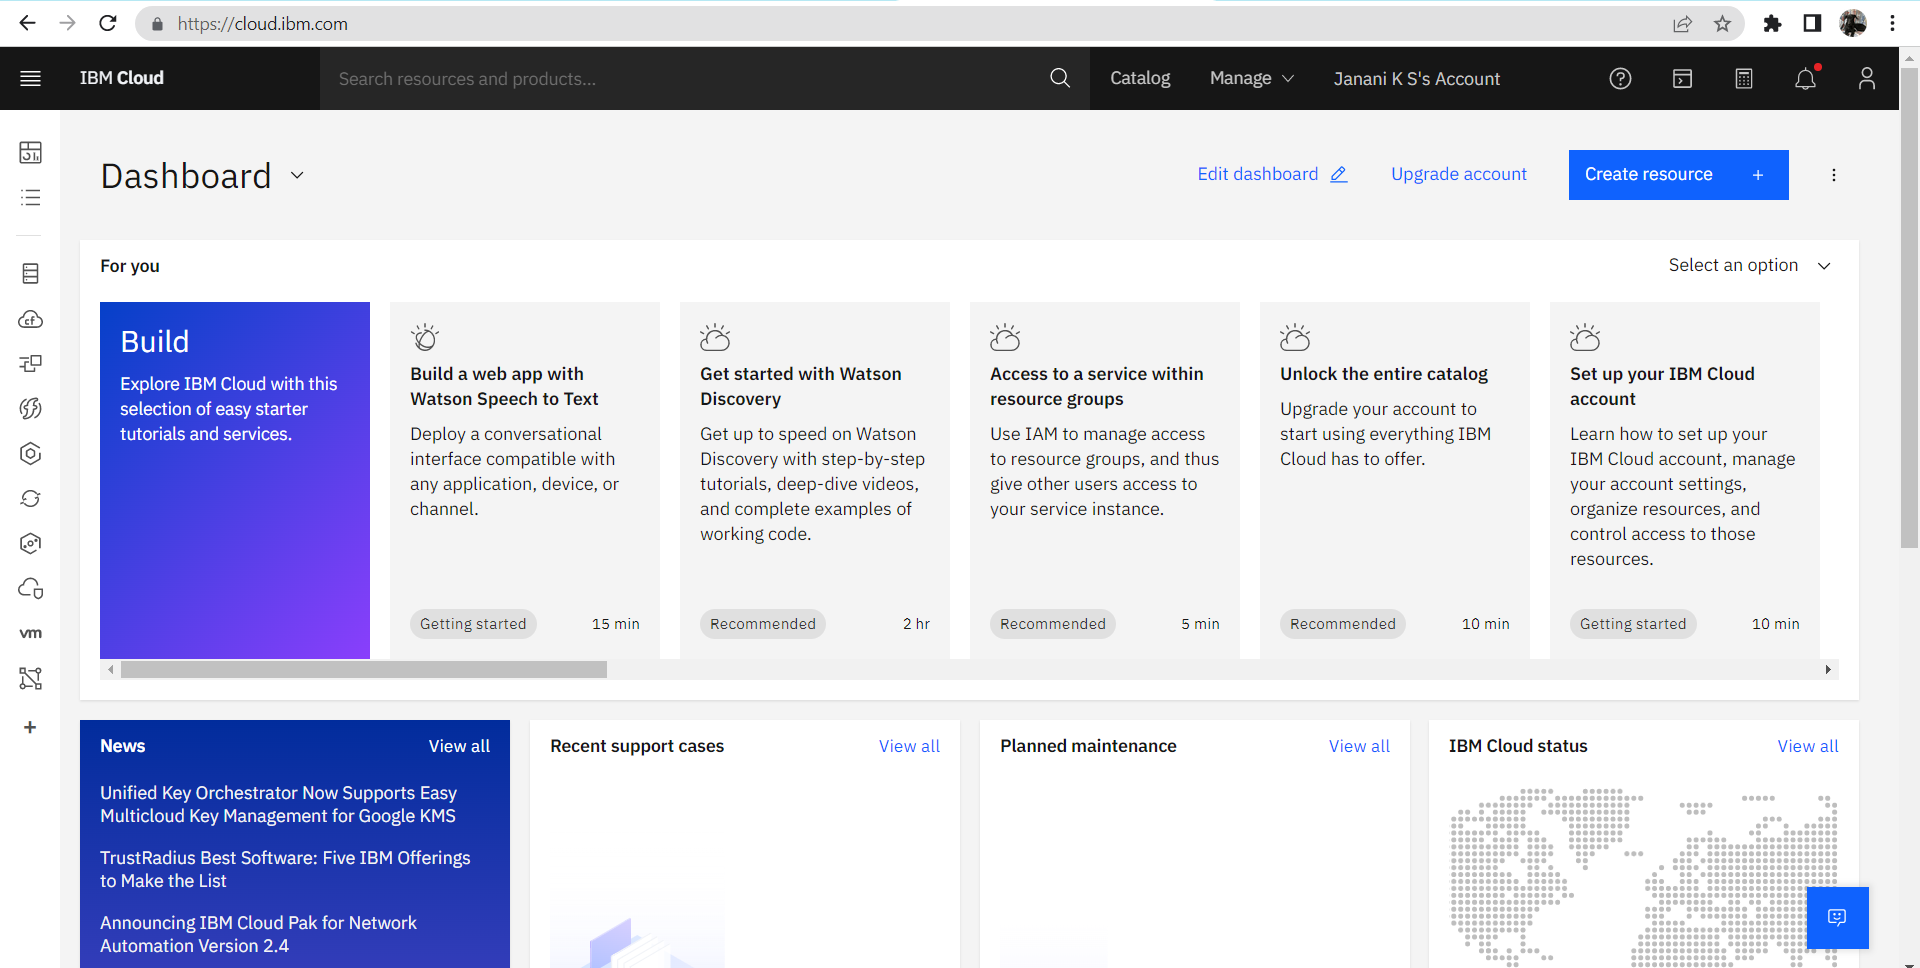 https://cloud.ibm.com
IBM Cloud
Search resources and products...
Catalog
Manage
Janani K S's Account
Dashboard
Edit dashboard
Upgrade account
Create resource +
For you
Select an option
Build
Explore IBM Cloud with this
selection of easy starter
tutorials and services.
Build a web app with
Watson Speech to Text
Deploy a conversational
interface compatible with
any application, device, or
channel.
Getting started
15 min
Get started with Watson
Discovery
Get up to speed on Watson
Discovery with step-by-step
tutorials, deep-dive videos,
and complete examples of
working code.
Recommended
2 hr
Access to a service within
resource groups
Use IAM to manage access
to resource groups, and thus
give other users access to
your service instance.
Recommended
5 min
Unlock the entire catalog
Upgrade your account to
start using everything IBM
Cloud has to offer.
Recommended
10 min
Set up your IBM Cloud
account
Learn how to set up your
IBM Cloud account, manage
your account settings,
organize resources, and
control access to those
resources.
Getting started
10 min
cf
vm
+
News
View all
Unified Key Orchestrator Now Supports Easy
Multicloud Key Management for Google KMS
TrustRadius Best Software: Five IBM Offerings
to Make the List
Announcing IBM Cloud Pak for Network
Automation Version 2.4
Recent support cases
View all
Planned maintenance
View all
IBM Cloud status
View all